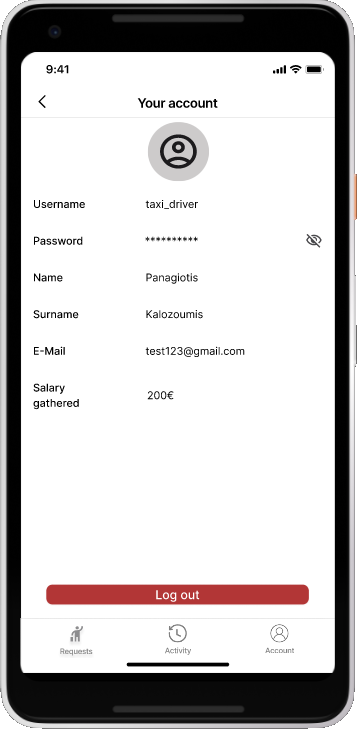 9:41
Your account
Username taxi_driver
Password **********
Name Panagiotis
Surname Kalozoumis
E-Mail test123@gmail.com
Salary
gathered 200€
Log out
Requests Activity Account